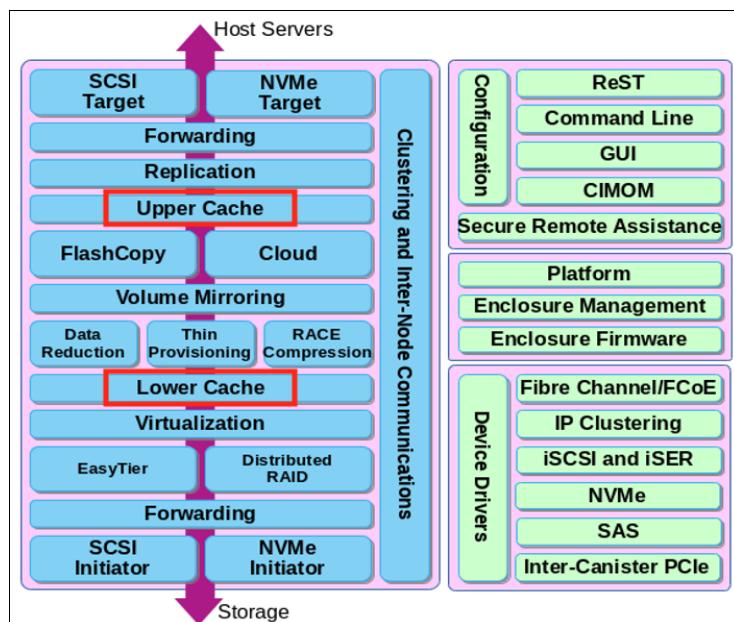 Host Servers
SCSI
Target
NVMe
Target
Forwarding
Replication
Upper Cache
FlashCopy
Cloud
Volume Mirroring
Data
Reduction
Thin
Provisioning
RACE
Compression
Lower Cache
Virtualization
EasyTier
Distributed
RAID
Forwarding
SCSI
Initiator
NVMe
Initiator
Storage
Clustering and Inter-Node Communications
Configuration
ReST
Command Line
GUI
CIMOM
Secure Remote Assistance
Platform
Enclosure Management
Enclosure Firmware
Device Drivers
Fibre Channel/FCoE
IP Clustering
iSCSI and iSER
NVMe
SAS
Inter-Canister PCIe